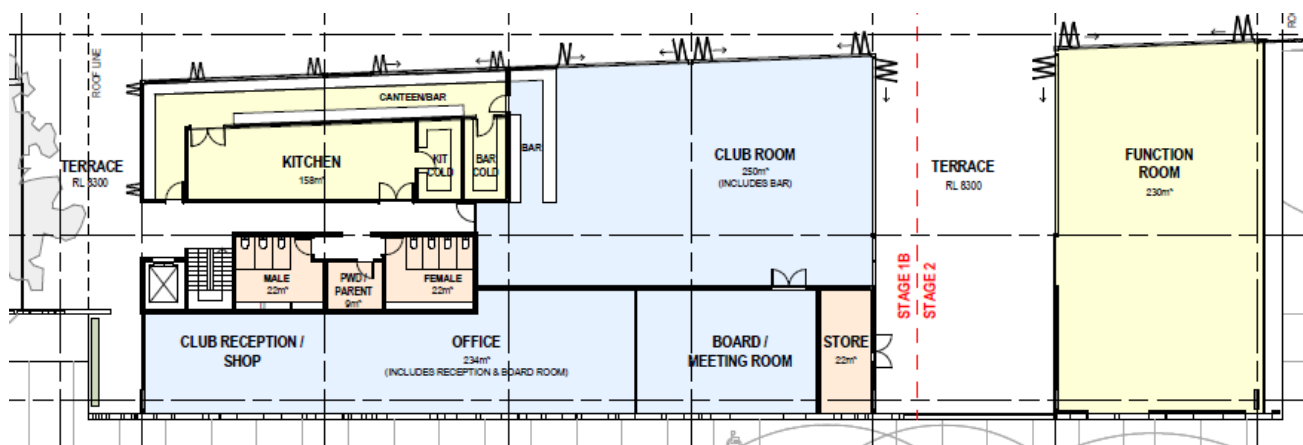 ROOF LINE
CANTEEN/BAR
KITCHEN
158m²
KIT
COLD
BAR
COLD
BAR
TERRACE
RL 8300
CLUB ROOM
250m²
(INCLUDES BAR)
TERRACE
RL 8300
FUNCTION
ROOM
230m²
MALE
22m²
PWD /
PARENT
9m²
FEMALE
22m²
STAGE 1B
STAGE 2
CLUB RECEPTION /
SHOP
OFFICE
234m²
(INCLUDES RECEPTION & BOARD ROOM)
BOARD /
MEETING ROOM
STORE
22m²